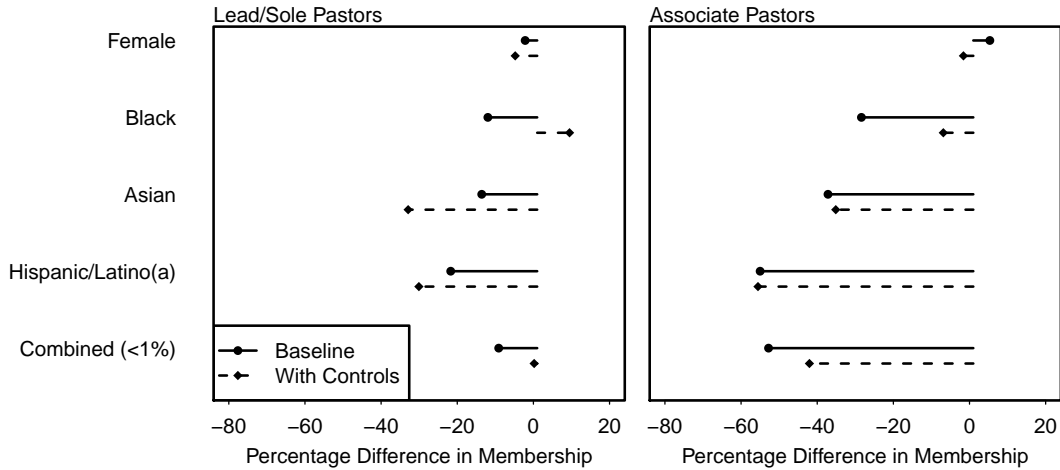 Lead/Sole Pastors
Associate Pastors
Female
Black
Asian
Hispanic/Latino(a)
Combined (<1%)
Baseline
With Controls
−80 −60 −40 −20 0 20
−80 −60 −40 −20 0 20
Percentage Difference in Membership
Percentage Difference in Membership